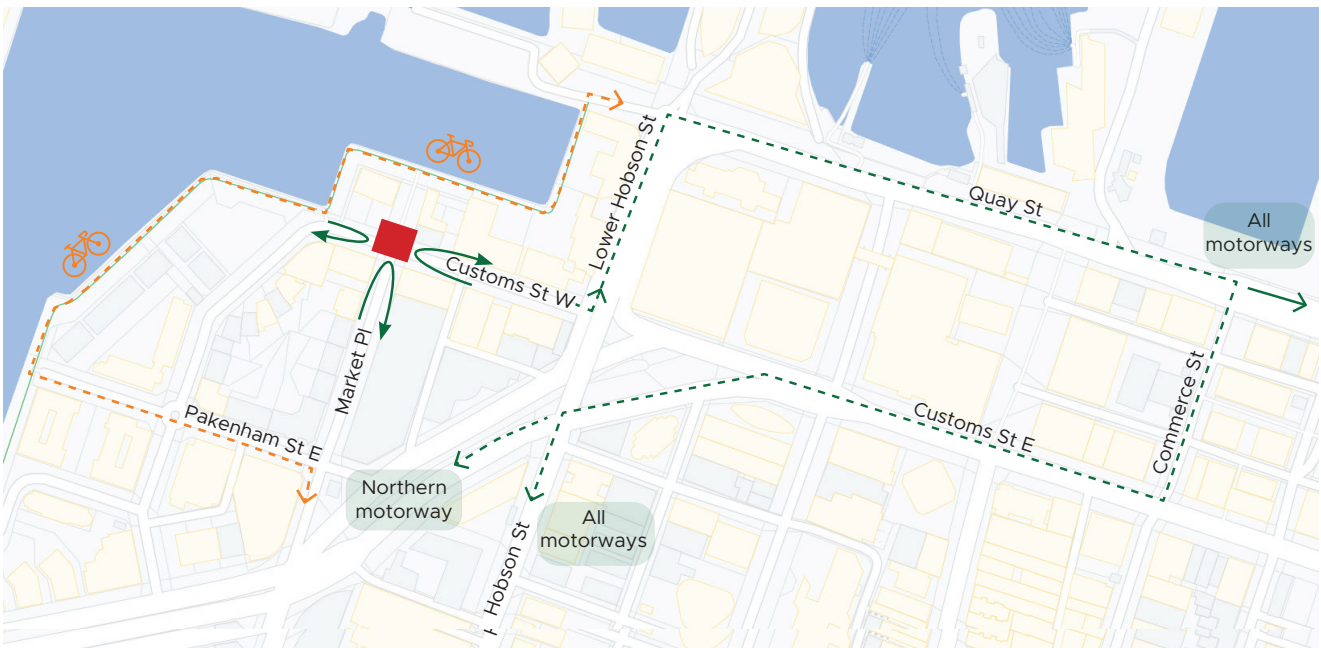 Lower Hobson St
Quay St
All
motorways
Customs St W
Market Pl
Commerce St
Pakenham St E
Customs St E
Northern
motorway
All
motorways
Hobson St